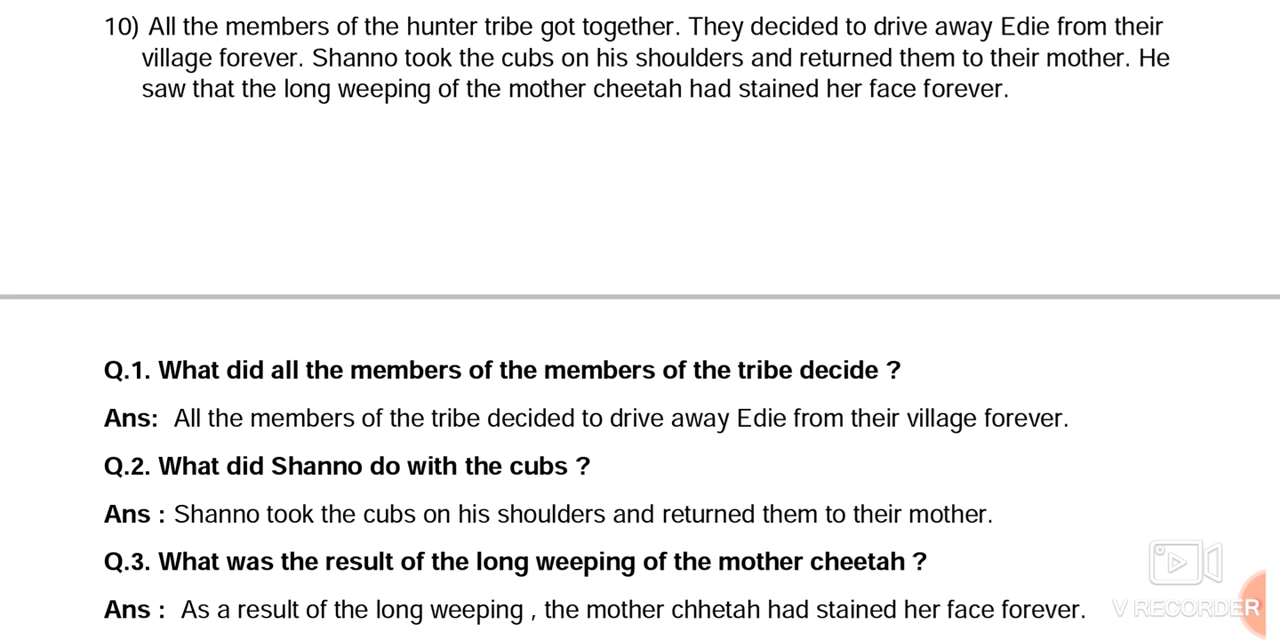 10) All the members of the hunter tribe got together. They decided to drive away Edie from their
village forever. Shanno took the cubs on his shoulders and returned them to their mother. He
saw that the long weeping of the mother cheetah had stained her face forever.
Q.1. What did all the members of the members of the tribe decide ?
Ans: All the members of the tribe decided to drive away Edie from their village forever.
Q.2. What did Shanno do with the cubs ?
Ans : Shanno took the cubs on his shoulders and returned them to their mother.
Q.3. What was the result of the long weeping of the mother cheetah ?
Ans : As a result of the long weeping , the mother chhetah had stained her face forever.
V RECORDER